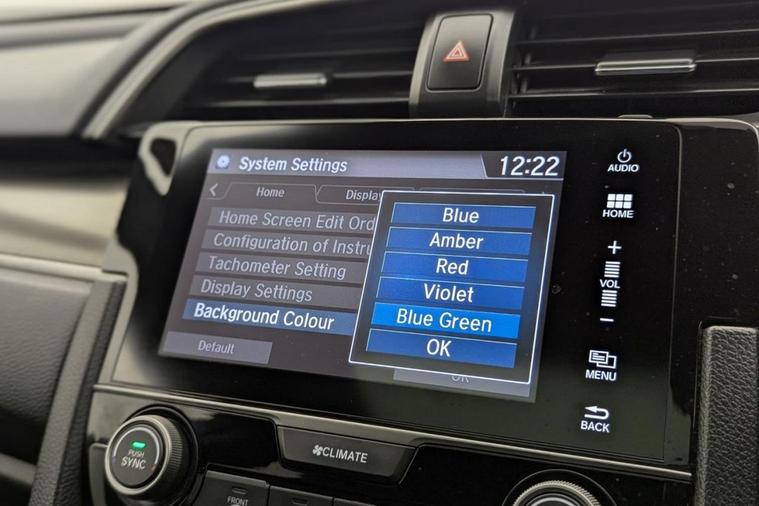 System Settings 12:22
Home Display
Home Screen Edit Ord
Configuration of Instru
Tachometer Setting
Display Settings
Background Colour
Default
Blue
Amber
Red
Violet
Blue Green
OK
OK
AUDIO
HOME
+
VOL
−
MENU
BACK
PUSH
SYNC
CLIMATE
FRONT